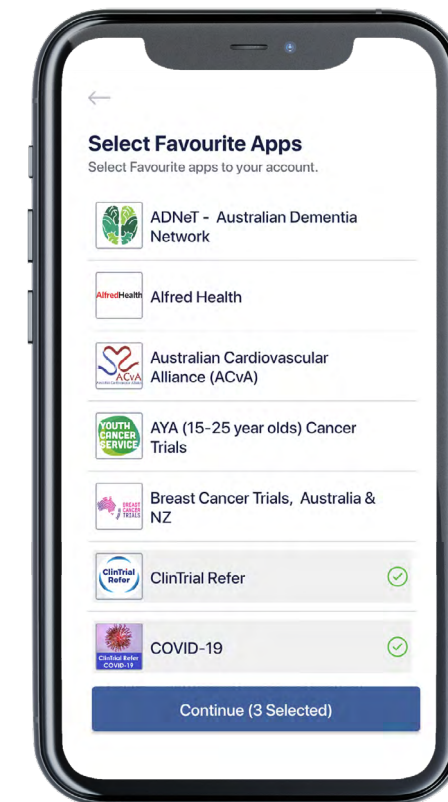 Select Favourite Apps
Select Favourite apps to your account.
ADNeT - Australian Dementia
Network
AlfredHealth
Alfred Health
ACvA
Australian Cardiovascular
Alliance (ACvA)
YOUTH
CANCER
SERVICE
AYA (15-25 year olds) Cancer
Trials
BREAST
CANCER
TRIALS
Breast Cancer Trials, Australia &
NZ
ClinTrial
Refer
ClinTrial Refer
ClinTrial Refer
COVID-19
COVID-19
Continue (3 Selected)